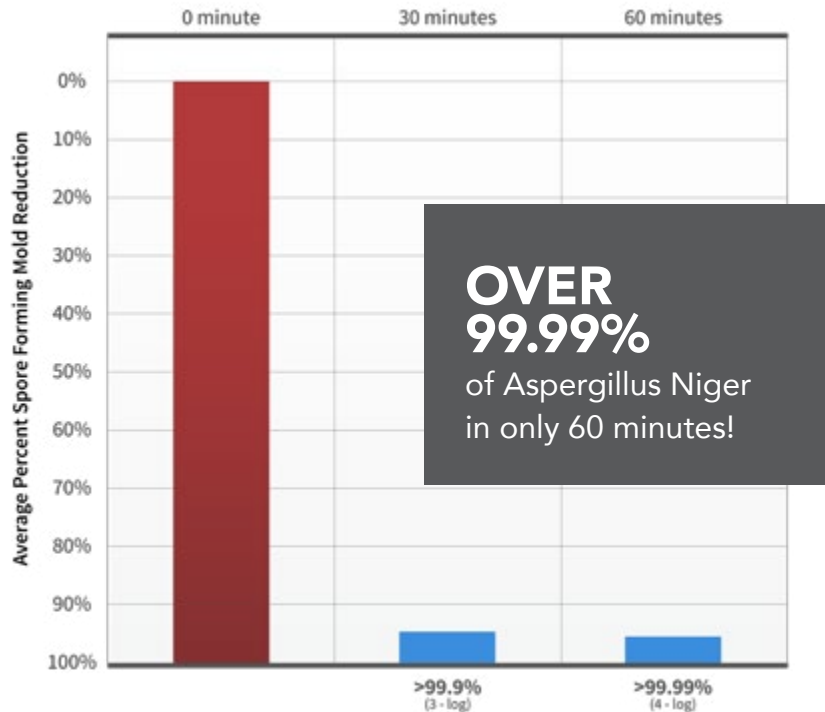 0 minute
30 minutes
60 minutes
Average Percent Spore Forming Mold Reduction
0%
10%
20%
30%
40%
50%
60%
70%
80%
90%
100%
OVER
99.99%
of Aspergillus Niger
in only 60 minutes!
>99.9%
(3 - log)
>99.99%
(4 - log)